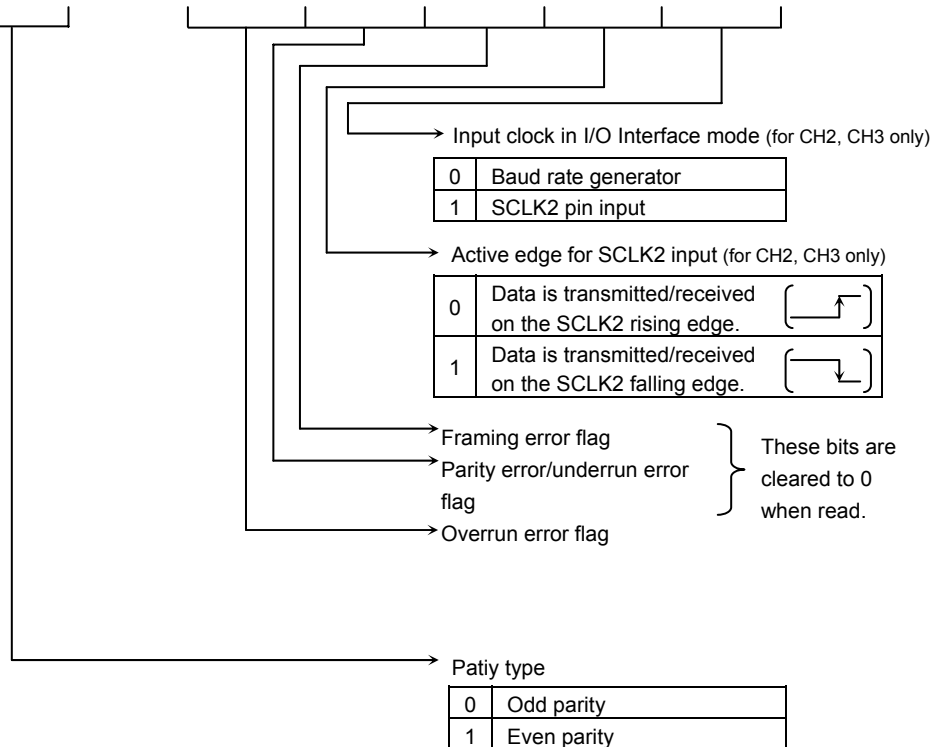 Input clock in I/O Interface mode (for CH2, CH3 only)
0 Baud rate generator
1 SCLK2 pin input
Active edge for SCLK2 input (for CH2, CH3 only)
0 Data is transmitted/received
on the SCLK2 rising edge.
1 Data is transmitted/received
on the SCLK2 falling edge.
Framing error flag
Parity error/underrun error
flag
Overrun error flag
These bits are
cleared to 0
when read.
Patiy type
0 Odd parity
1 Even parity